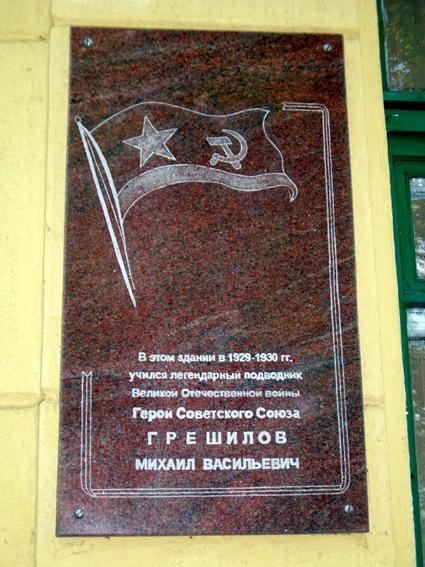 В этом здании в 1929-1930 гг.
учился легендарный подводник
Великой Отечественной войны
Герой Советского Союза
ГРЕШИЛОВ
МИХАИЛ ВАСИЛЬЕВИЧ